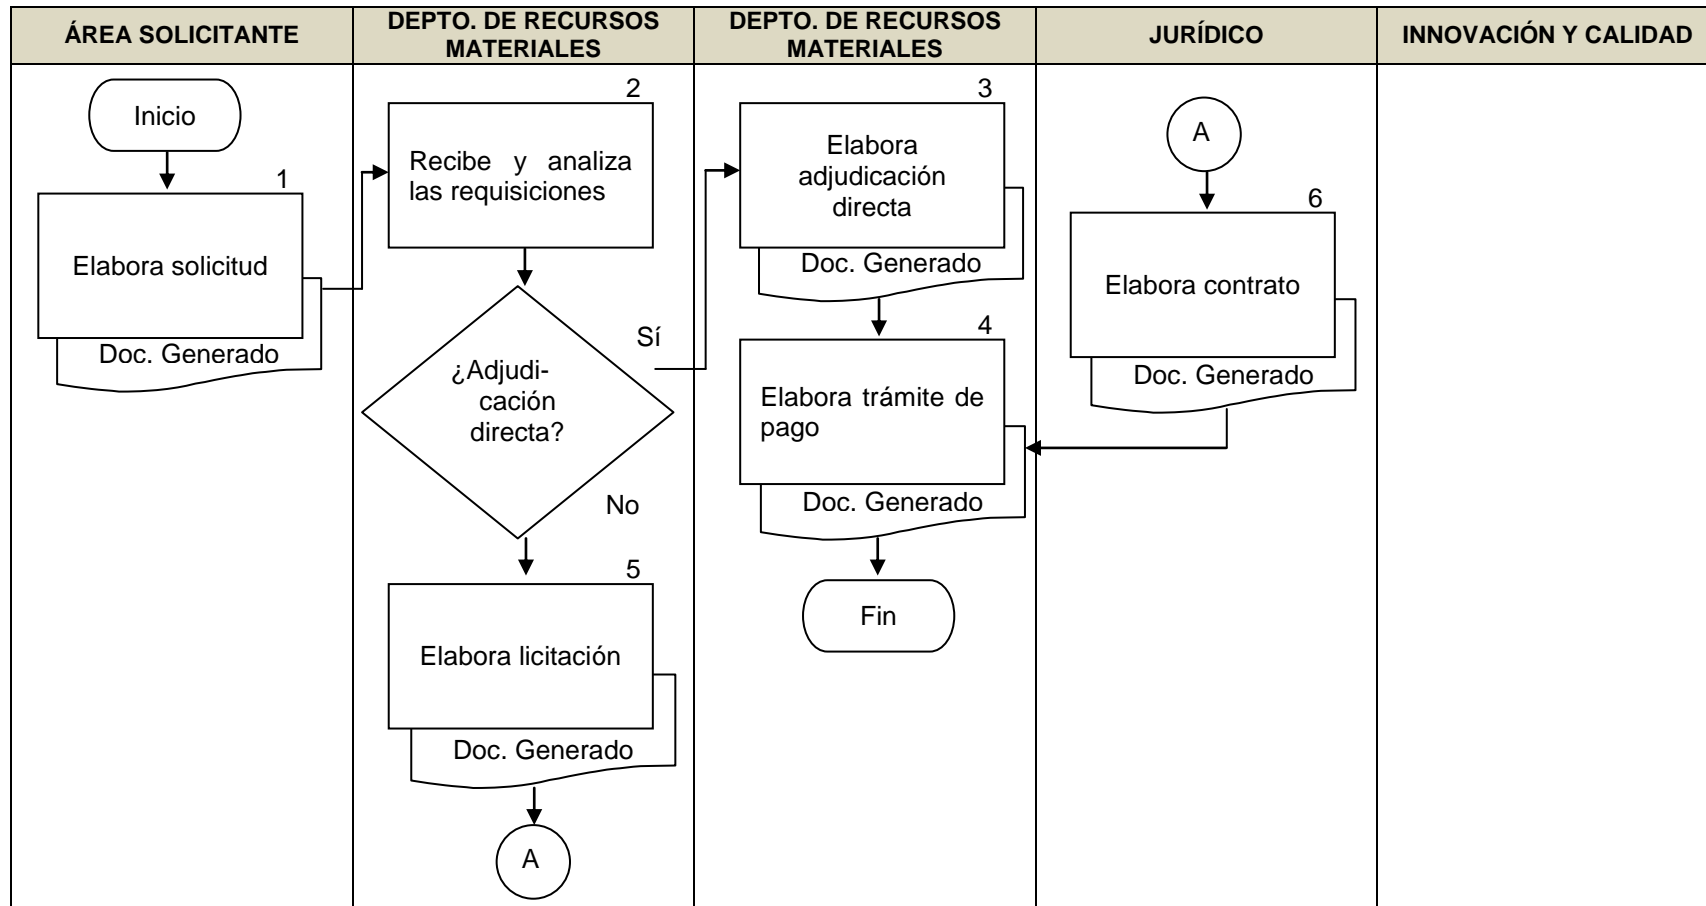 ÁREA SOLICITANTE
DEPTO. DE RECURSOS
MATERIALES
DEPTO. DE RECURSOS
MATERIALES
JURÍDICO
INNOVACIÓN Y CALIDAD
Inicio
1
Elabora solicitud
Doc. Generado
2
Recibe y analiza
las requisiciones
¿Adjudi-
cación
directa?
Sí
No
5
Elabora licitación
Doc. Generado
A
3
Elabora
adjudicación
directa
Doc. Generado
4
Elabora trámite de
pago
Doc. Generado
Fin
A
6
Elabora contrato
Doc. Generado